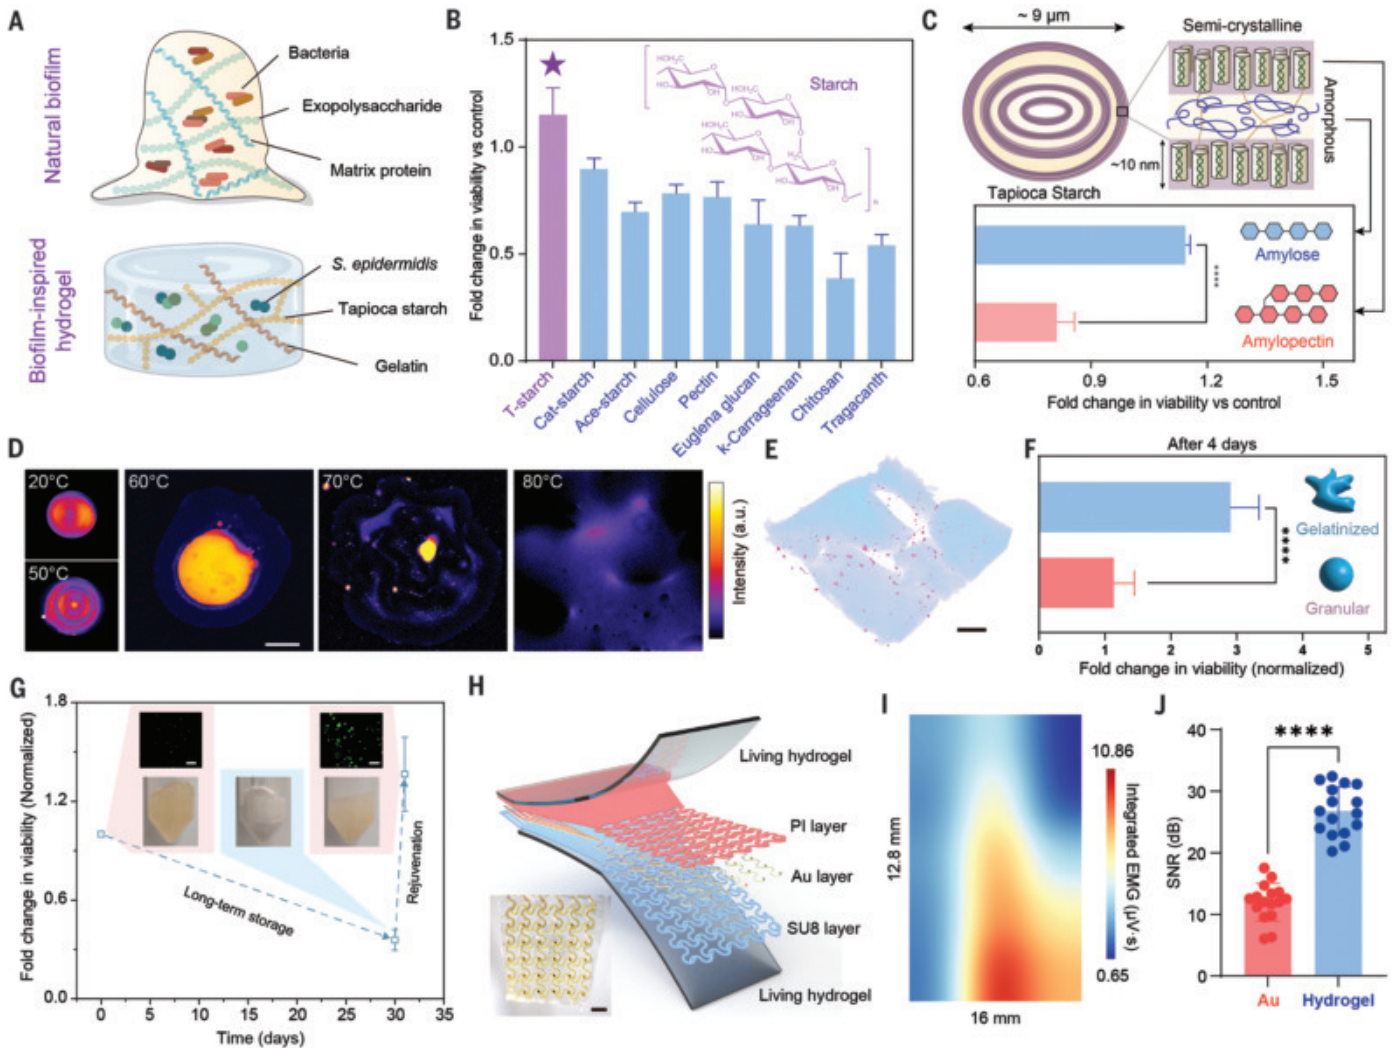 A
Natural biofilm
Bacteria
Exopolysaccharide
Matrix protein
Biofilm-inspired
hydrogel
S. epidermidis
Tapioca starch
Gelatin
B
Fold change in viability vs control
1.5
1.0
0.5
0.0
Starch
T-starch
Cat-starch
Ace-starch
Cellulose
Pectin
Euglena glucan
k-Carrageenan
Chitosan
Tragacanth
C
~ 9 μm
Semi-crystalline
Amorphous
~10 nm
Tapioca Starch
****
Amylose
Amylopectin
0.6
0.9
1.2
1.5
Fold change in viability vs control
D
20°C
50°C
60°C
70°C
80°C
Intensity (a.u.)
E
F
After 4 days
****
Gelatinized
Granular
0
1
2
3
4
5
Fold change in viability (normalized)
G
Fold change in viability (Normalized)
1.8
1.2
0.6
0.0
Long-term storage
Rejuvenation
0
5
10
15
20
25
30
35
Time (days)
H
Living hydrogel
PI layer
Au layer
SU8 layer
Living hydrogel
I
12.8 mm
16 mm
10.86
Integrated EMG (μV·s)
0.65
J
SNR (dB)
40
30
20
10
0
****
Au
Hydrogel